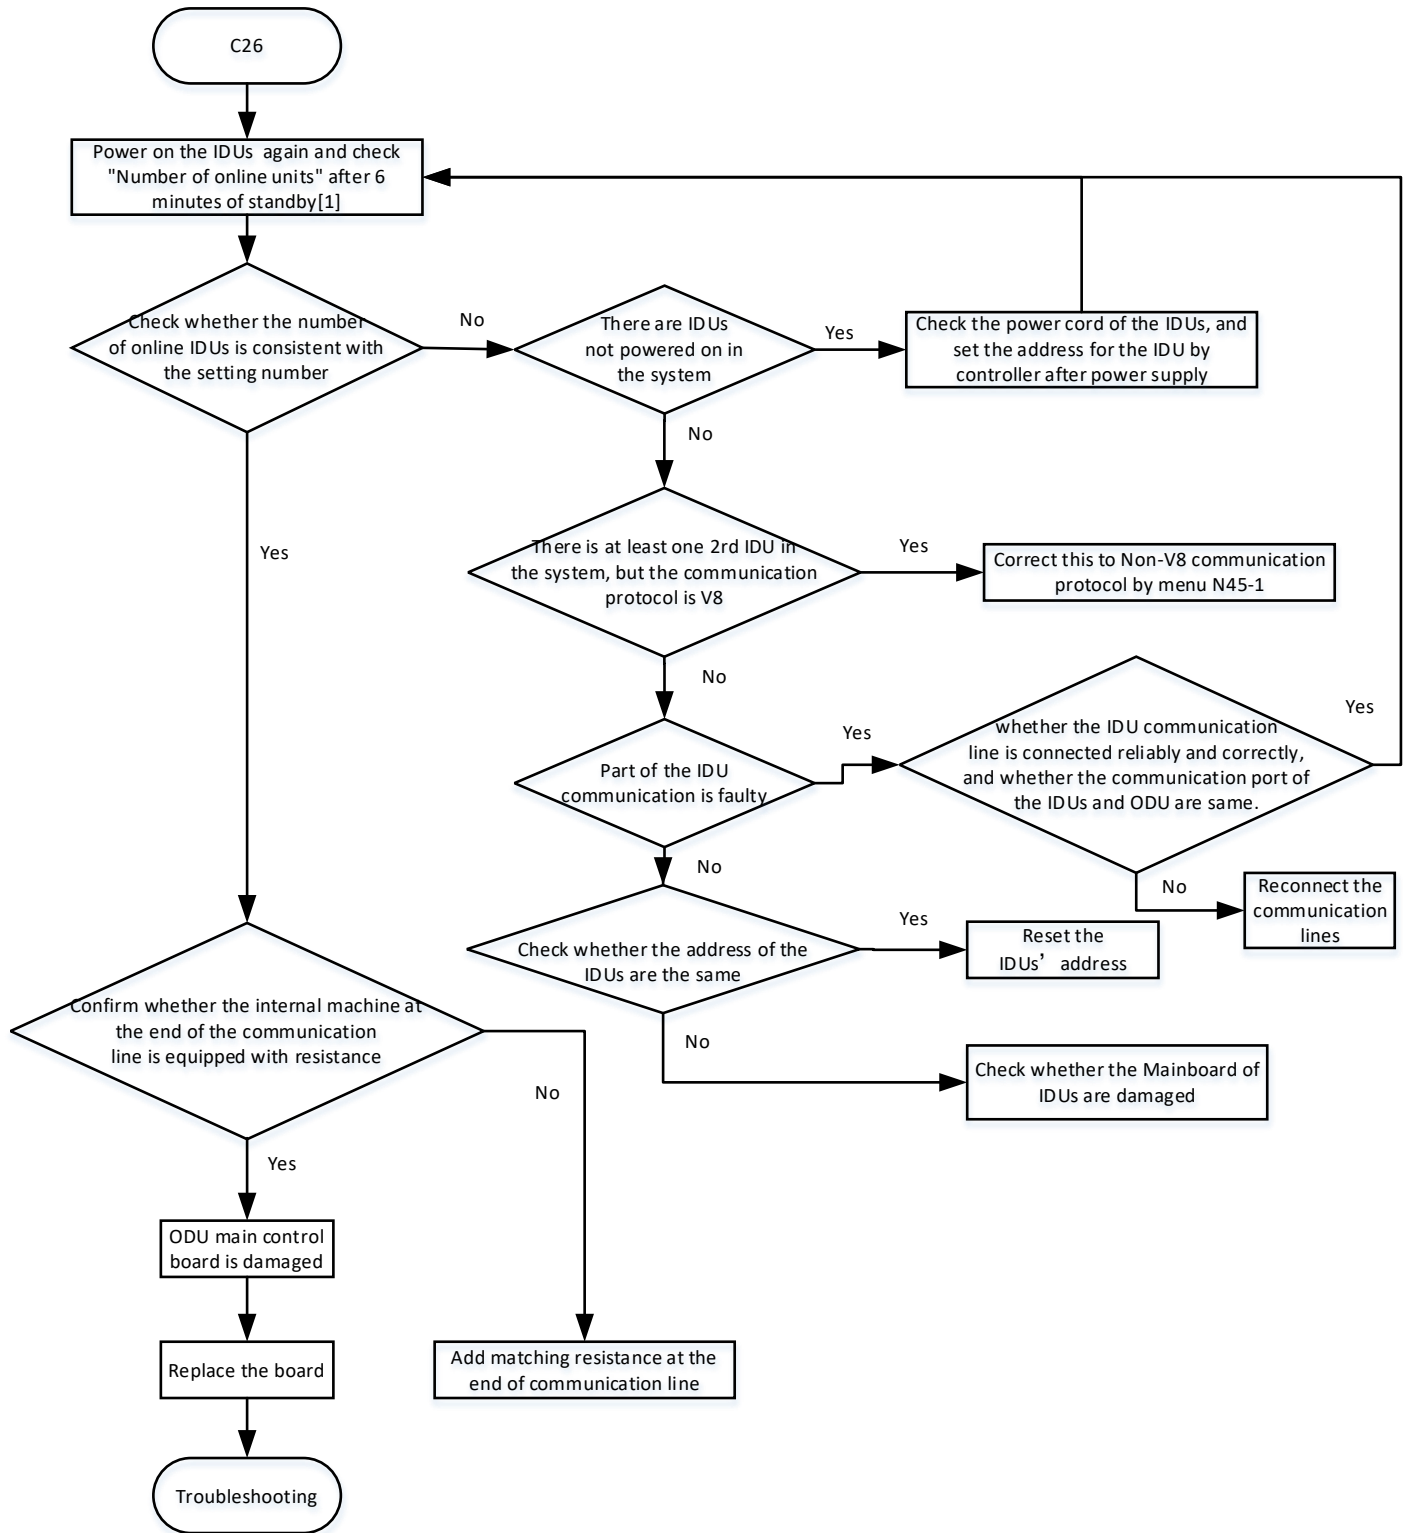 C26
Power on the IDUs again and check
"Number of online units" after 6
minutes of standby[1]
Check whether the number
of online IDUs is consistent with
the setting number
No
There are IDUs
not powered on in
the system
Yes
Check the power cord of the IDUs, and
set the address for the IDU by
controller after power supply
No
Yes
There is at least one 2rd IDU in
the system, but the communication
protocol is V8
Yes
Correct this to Non-V8 communication
protocol by menu N45-1
No
Part of the IDU
communication is faulty
Yes
whether the IDU communication
line is connected reliably and correctly,
and whether the communication port of
the IDUs and ODU are same.
Yes
No
Reconnect the
communication
lines
No
Check whether the address of the
IDUs are the same
Yes
Reset the
IDUs’ address
No
Check whether the Mainboard of
IDUs are damaged
Confirm whether the internal machine at
the end of the communication
line is equipped with resistance
No
Yes
ODU main control
board is damaged
Replace the board
Add matching resistance at the
end of communication line
Troubleshooting